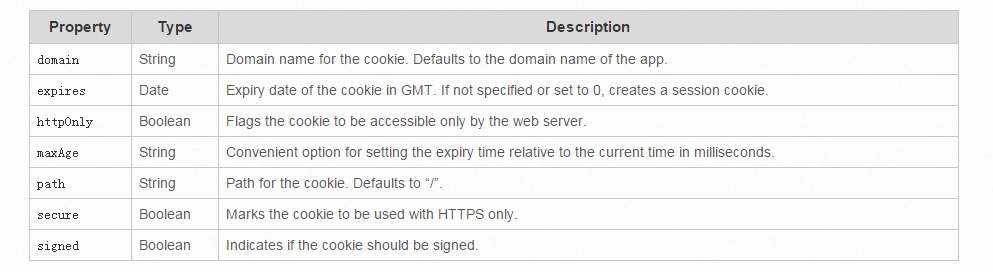 Property Type Description
domain String Domain name for the cookie. Defaults to the domain name of the app.
expires Date Expiry date of the cookie in GMT. If not specified or set to 0, creates a session cookie.
httpOnly Boolean Flags the cookie to be accessible only by the web server.
maxAge String Convenient option for setting the expiry time relative to the current time in milliseconds.
path String Path for the cookie. Defaults to “/”.
secure Boolean Marks the cookie to be used with HTTPS only.
signed Boolean Indicates if the cookie should be signed.